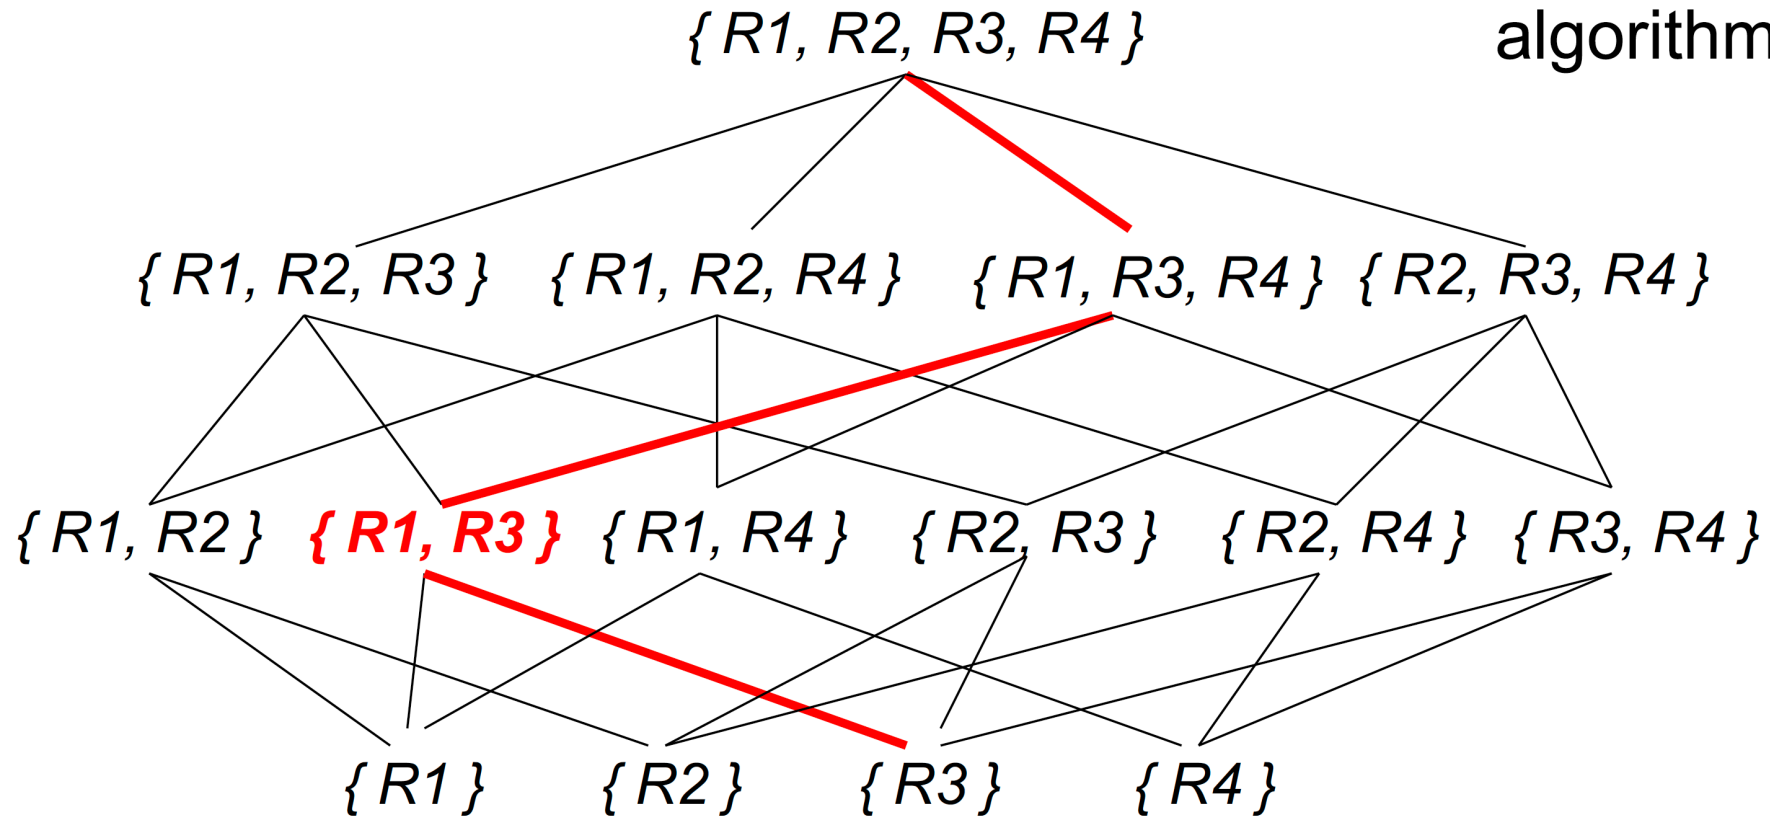 { R1, R2, R3, R4 }
algorithm
{ R1, R2, R3 } { R1, R2, R4 } { R1, R3, R4 } { R2, R3, R4 }
{ R1, R2 } { R1, R3 } { R1, R4 } { R2, R3 } { R2, R4 } { R3, R4 }
{ R1 } { R2 } { R3 } { R4 }